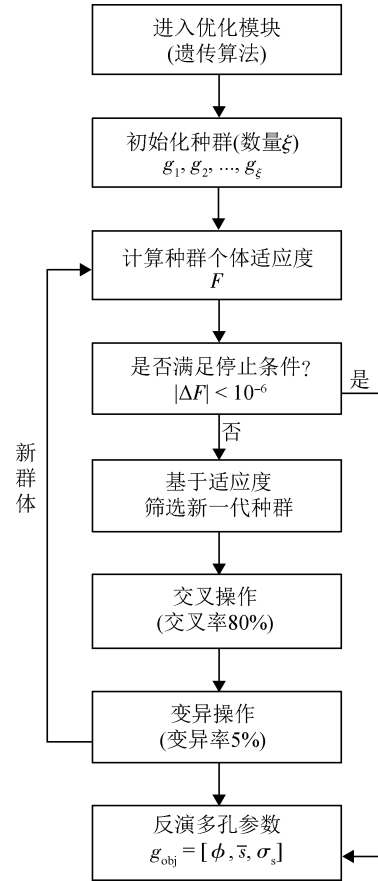 进入优化模块
(遗传算法)
初始化种群(数量ξ)
g₁, g₂, ..., g_ξ
计算种群个体适应度
F
是否满足停止条件?
|ΔF| < 10⁻⁶
是
否
基于适应度
筛选新一代种群
新群体
交叉操作
(交叉率80%)
变异操作
(变异率5%)
反演多孔参数
g_obj = [ϕ, s̅, σₛ]